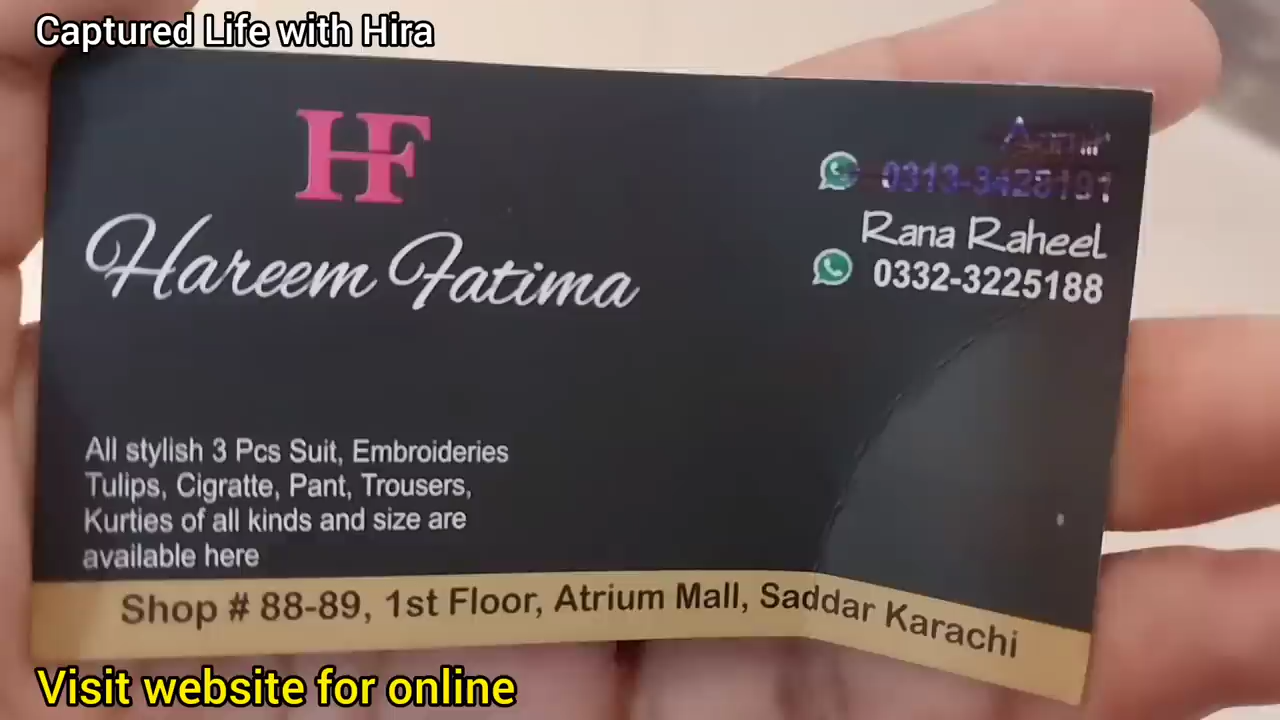 Captured Life with Hira
HF
Hareem Fatima
Rana Raheel
0332-3225188
All stylish 3 Pcs Suit, Embroideries
Tulips, Cigratte, Pant, Trousers,
Kurties of all kinds and size are
available here
Shop # 88-89, 1st Floor, Atrium Mall, Saddar Karachi
Visit website for online